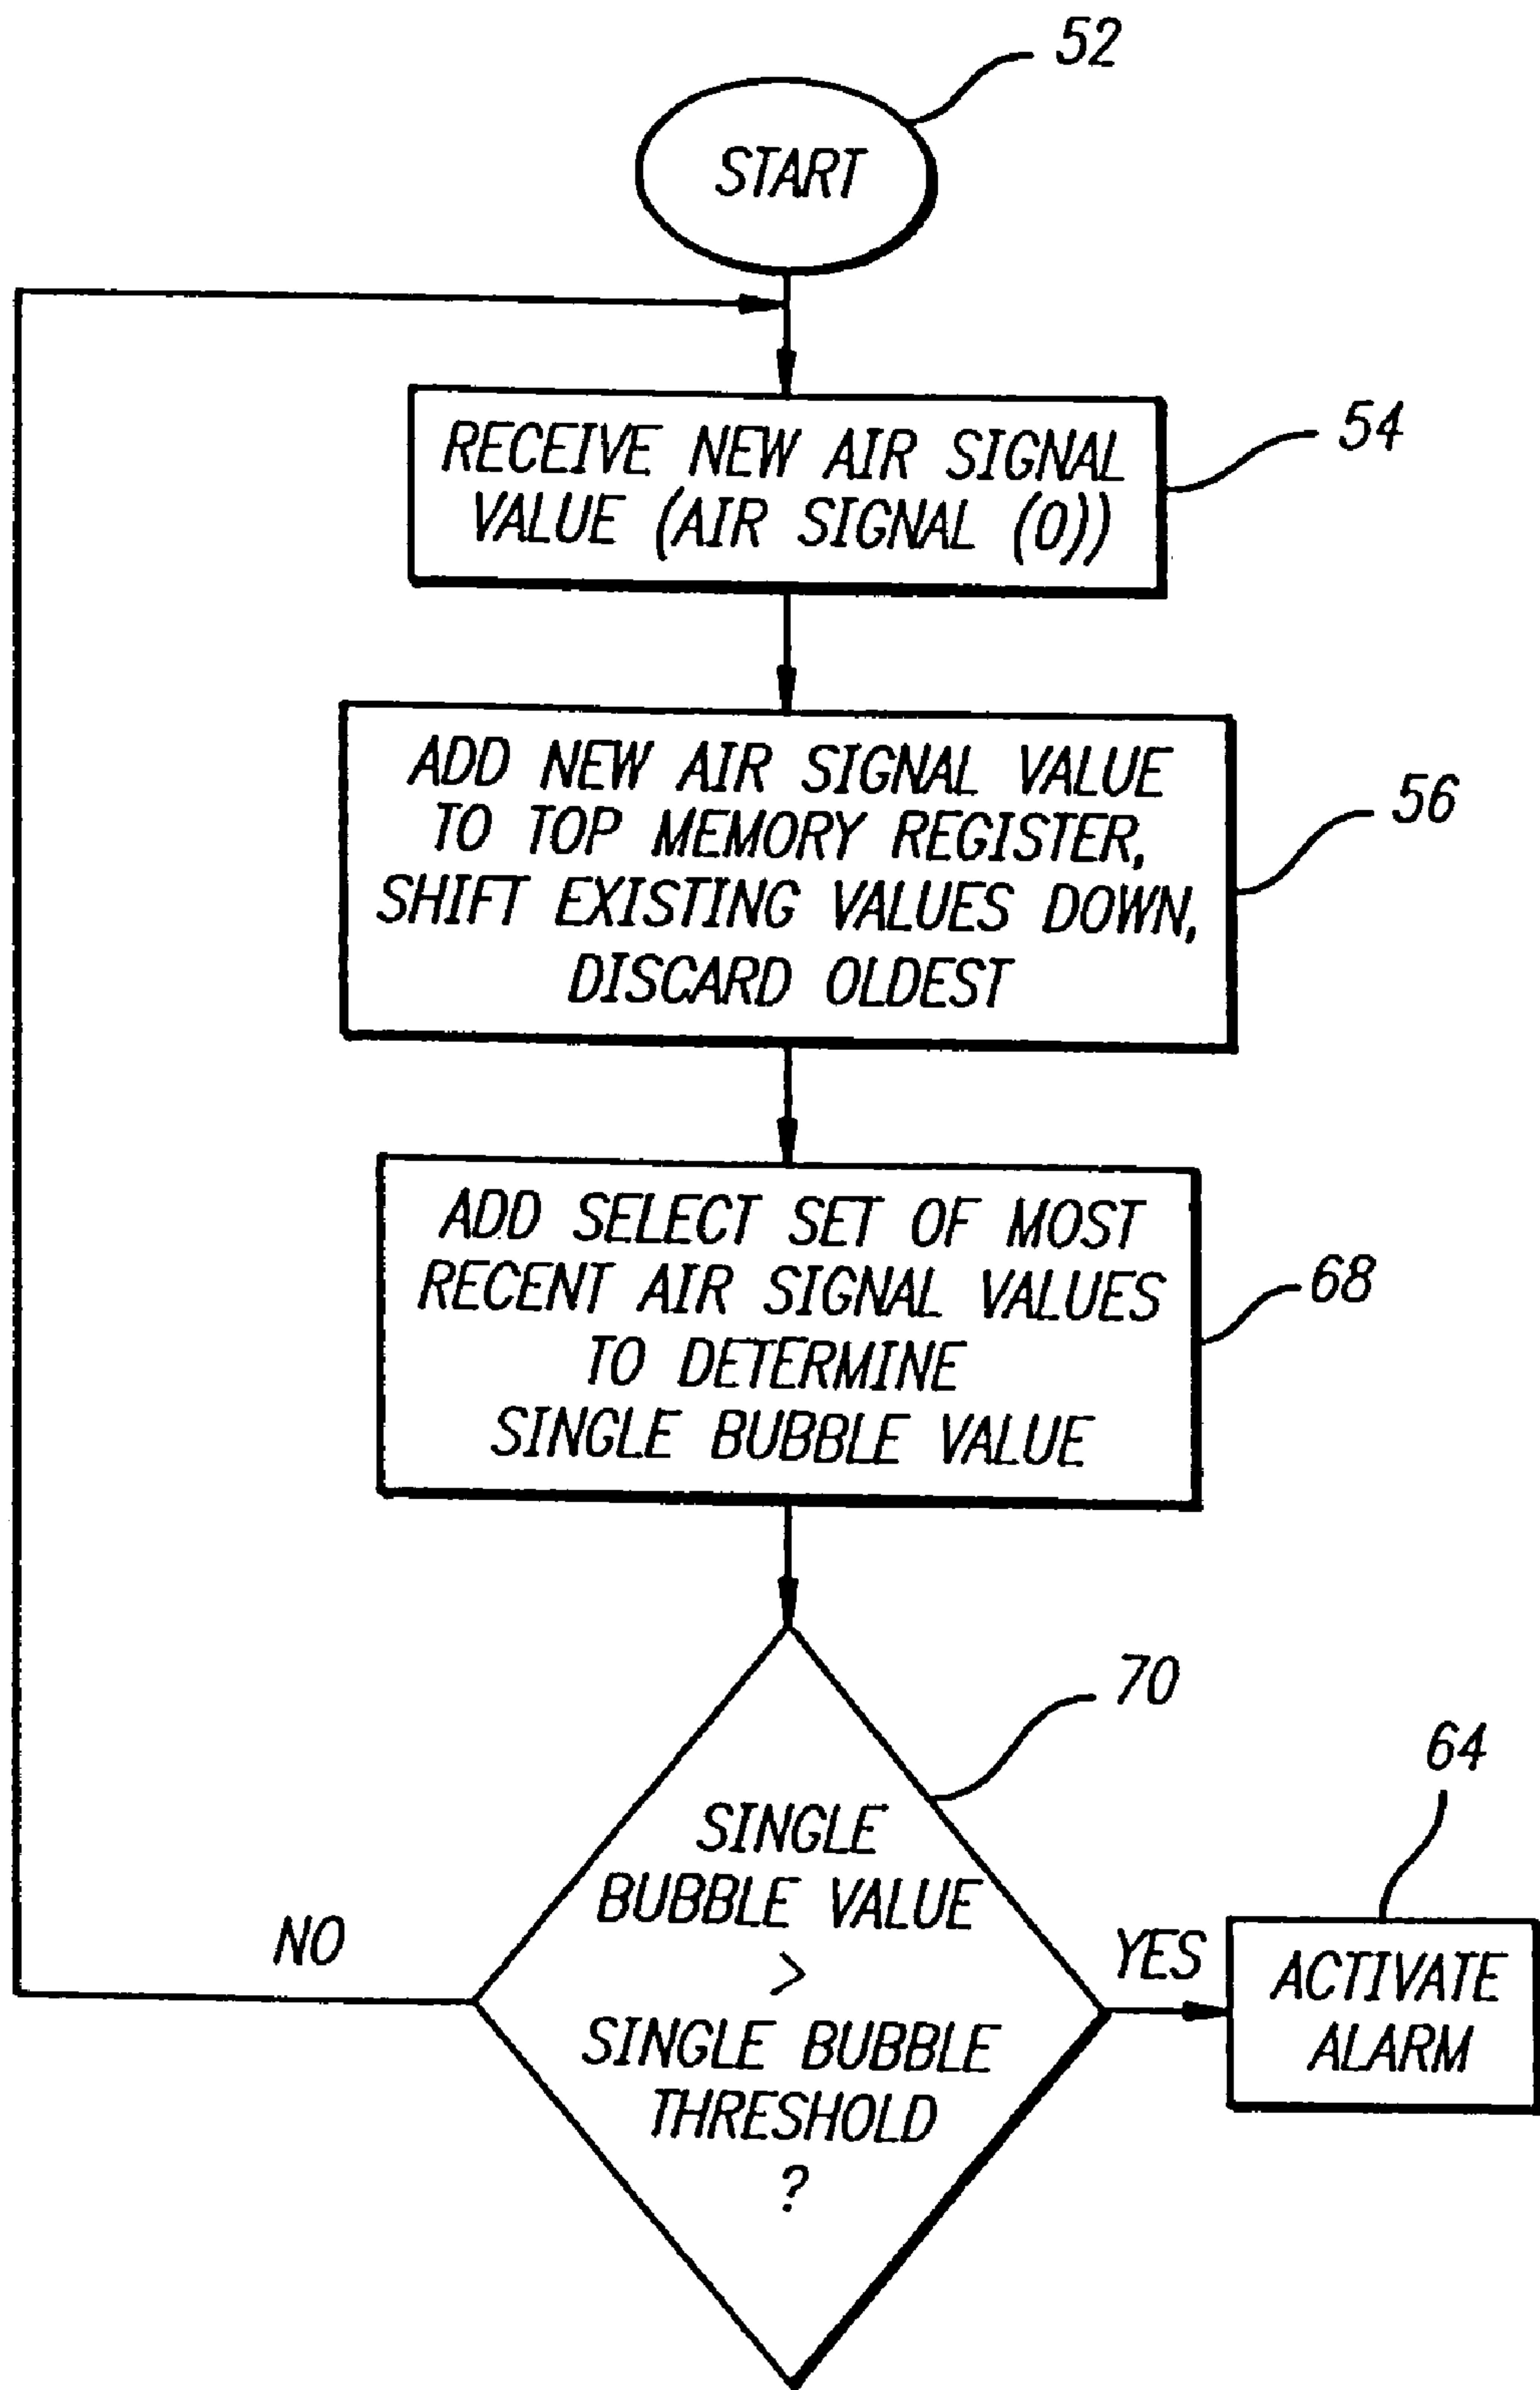 52
START
RECEIVE NEW AIR SIGNAL
VALUE (AIR SIGNAL (0))
54
ADD NEW AIR SIGNAL VALUE
TO TOP MEMORY REGISTER,
SHIFT EXISTING VALUES DOWN,
DISCARD OLDEST
56
ADD SELECT SET OF MOST
RECENT AIR SIGNAL VALUES
TO DETERMINE
SINGLE BUBBLE VALUE
68
70
SINGLE
BUBBLE VALUE
>
SINGLE BUBBLE
THRESHOLD
?
NO
YES
64
ACTIVATE
ALARM